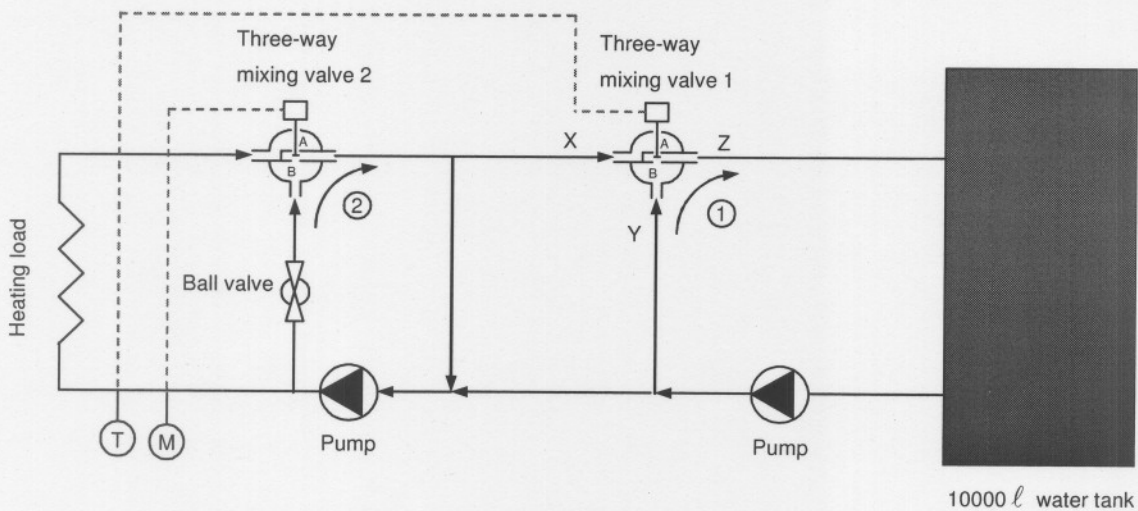 Three-way
mixing valve 2
Three-way
mixing valve 1
A
B
A
B
X
Z
②
①
Y
Ball valve
Heating load
T
M
Pump
Pump
10000 ℓ water tank